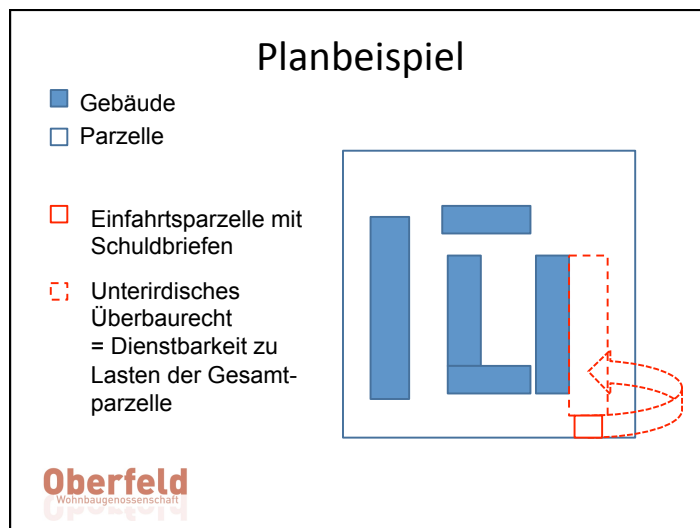 Planbeispiel
Gebäude
Parzelle
Einfahrtsparzelle mit
Schuldbriefen
Unterirdisches
Überbaurecht
= Dienstbarkeit zu
Lasten der Gesamt-
parzelle
Oberfeld
Wohnbaugenossenschaft